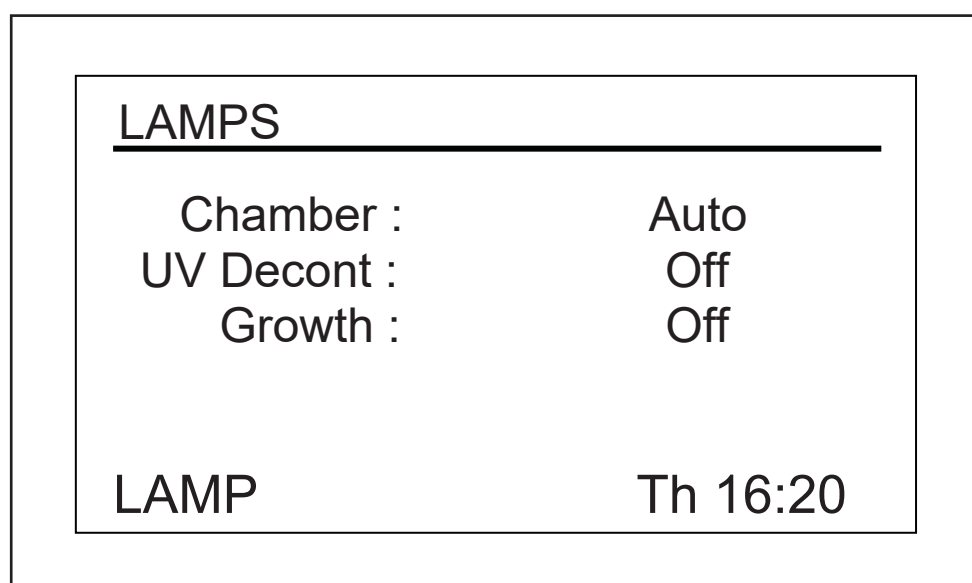 LAMPS
Chamber : Auto
UV Decont : Off
Growth : Off
LAMP Th 16:20